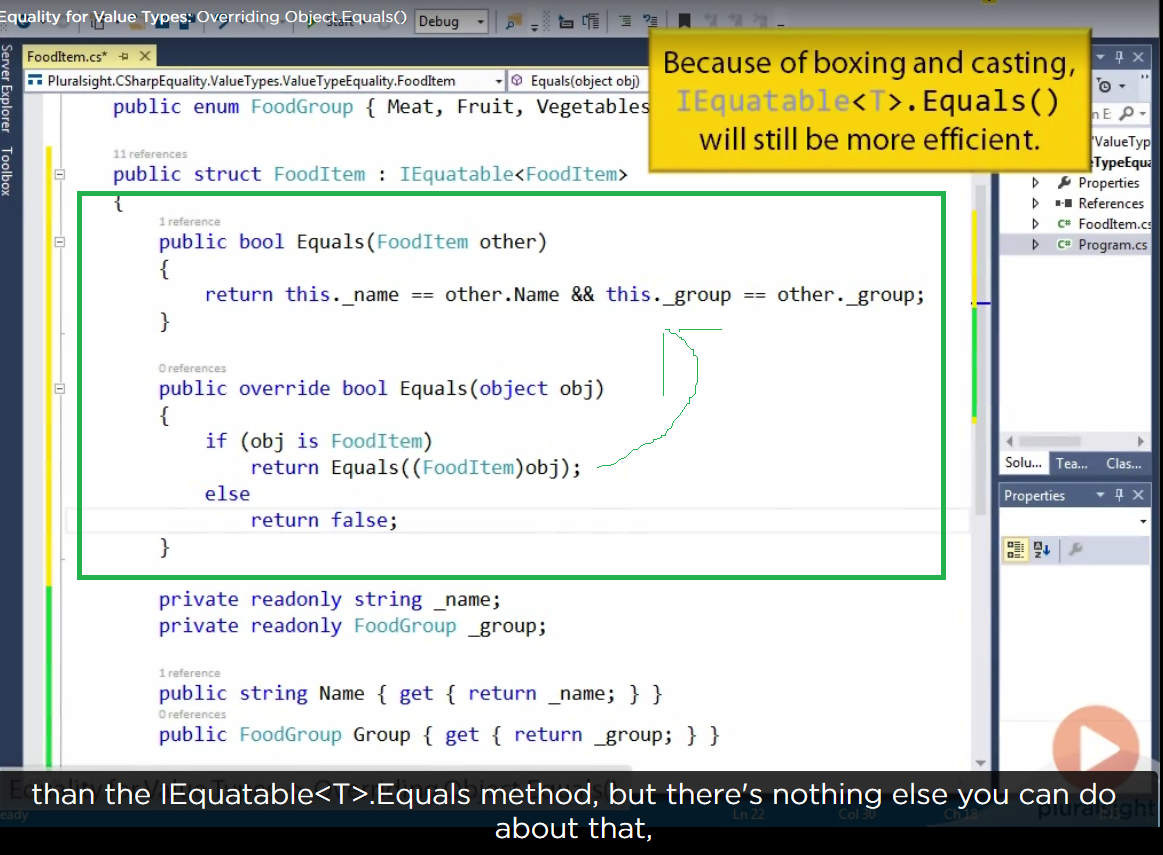 Equality for Value Types: Overriding Object.Equals()
Debug
FoodItem.cs*
Pluralsight.CSharpEquality.ValueTypes.ValueTypeEquality.FoodItem
Equals(object obj)
Server Explorer
Toolbox
Because of boxing and casting,
IEquatable<T>.Equals()
will still be more efficient.
public enum FoodGroup { Meat, Fruit, Vegetables
11 references
public struct FoodItem : IEquatable<FoodItem>
{
1 reference
public bool Equals(FoodItem other)
{
return this._name == other.Name && this._group == other._group;
}
0 references
public override bool Equals(object obj)
{
if (obj is FoodItem)
return Equals((FoodItem)obj);
else
return false;
}
private readonly string _name;
private readonly FoodGroup _group;
1 reference
public string Name { get { return _name; } }
0 references
public FoodGroup Group { get { return _group; } }
Properties
References
FoodItem.cs
Program.cs
Solu...
Tea...
Clas...
Properties
than the IEquatable<T>.Equals method, but there's nothing else you can do
about that,
pluralsight
Ln 22
Col 30
Ch 18